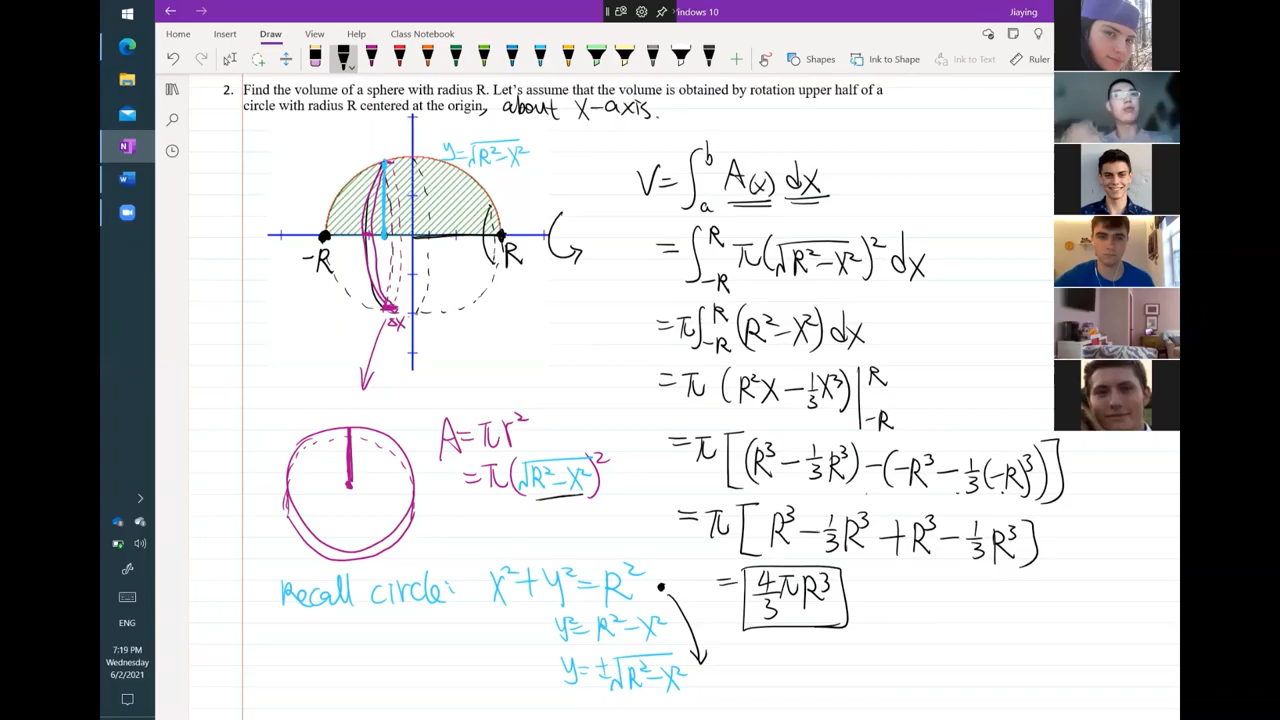 indows 10
Jiaying
Home Insert Draw View Help Class Notebook
Shapes Ink to Shape Ink to Text Ruler
2. Find the volume of a sphere with radius R. Let's assume that the volume is obtained by rotation upper half of a
circle with radius R centered at the origin, about x-axis.
y=√R²-X²
-R R
ΔX
V=∫ₐᵇ A(x) dx
=∫₋ᴿᴿ π(√R²-X²)² dx
=π∫₋ᴿᴿ (R²-X²)dx
=π (R²X-⅓X³)|₋ᴿᴿ
=π[(R³-⅓R³)-(-R³-⅓(-R)³)]
=π[R³-⅓R³+R³-⅓R³]
=4/3πR³
A=πr²
=π(√R²-X²)²
Recall circle: X²+Y²=R²
y²=R²-X²
y=±√R²-X²
ENG
7:19 PM
Wednesday
6/2/2021